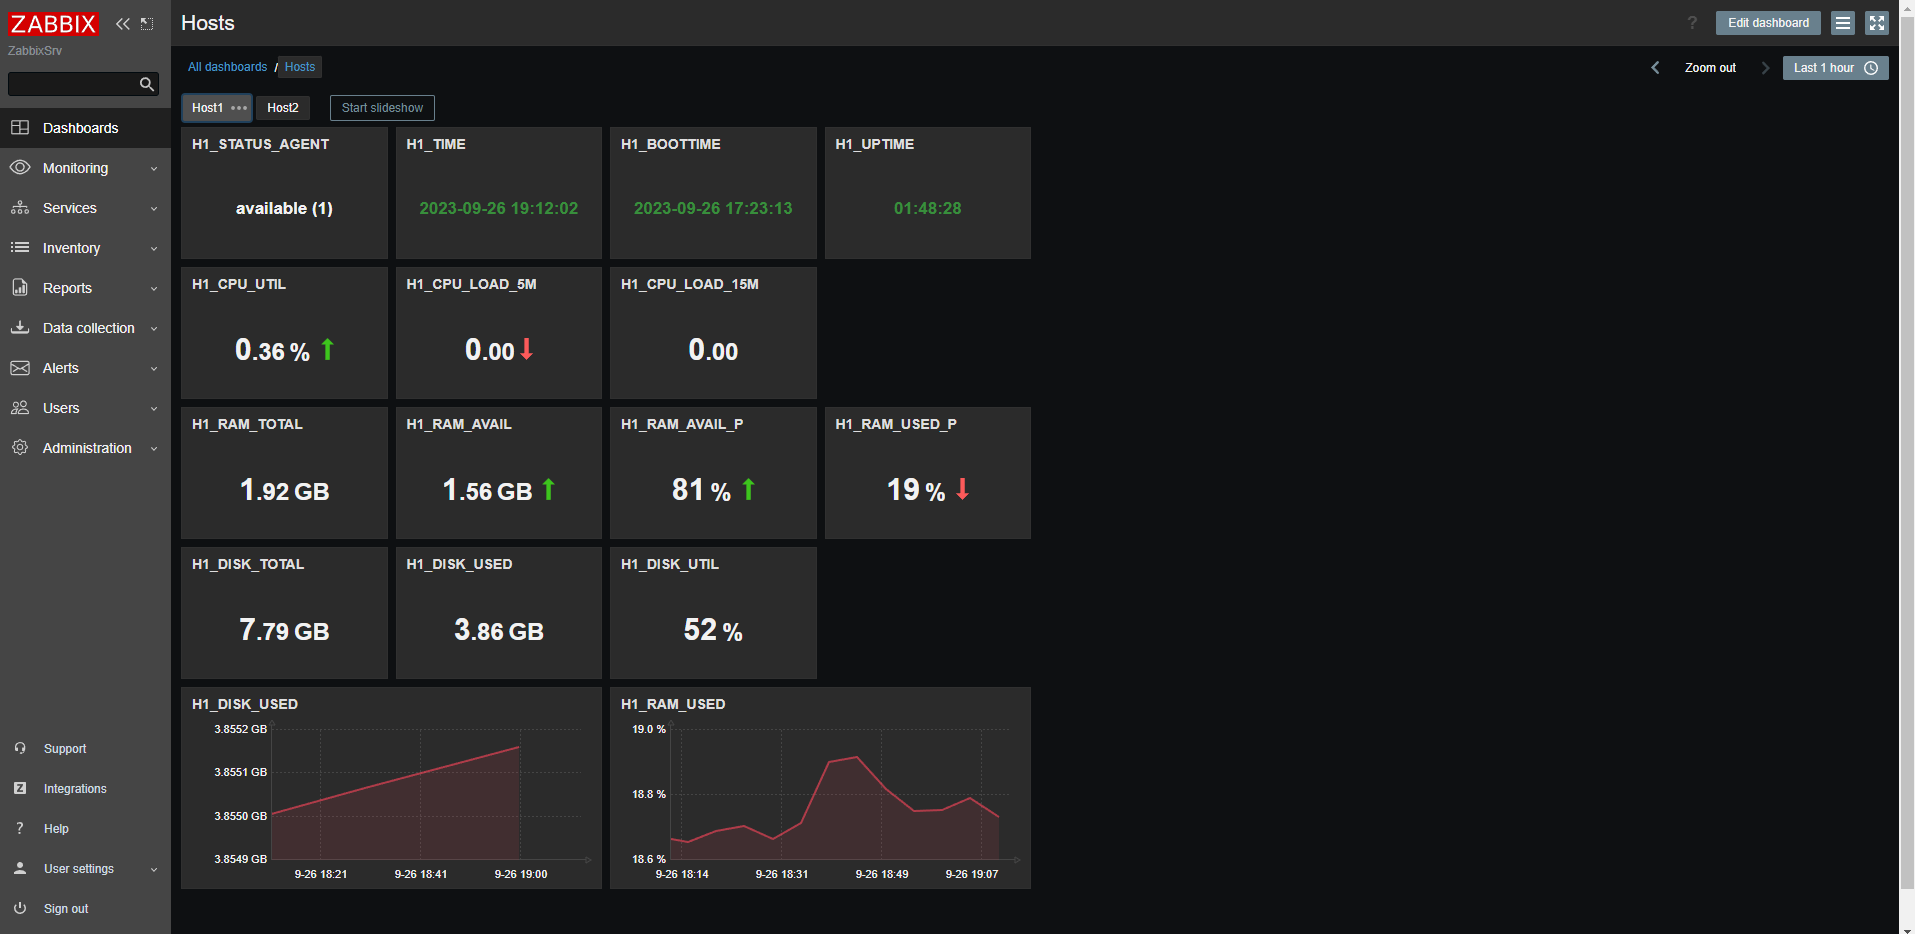 ZABBIX
ZabbixSrv
Dashboards
Monitoring
Services
Inventory
Reports
Data collection
Alerts
Users
Administration
Support
Integrations
? Help
User settings
Sign out
Hosts
? Edit dashboard
All dashboards / Hosts
Zoom out Last 1 hour
Host1 ••• Host2 Start slideshow
H1_STATUS_AGENT
available (1)
H1_TIME
2023-09-26 19:12:02
H1_BOOTTIME
2023-09-26 17:23:13
H1_UPTIME
01:48:28
H1_CPU_UTIL
0.36 %
H1_CPU_LOAD_5M
0.00
H1_CPU_LOAD_15M
0.00
H1_RAM_TOTAL
1.92 GB
H1_RAM_AVAIL
1.56 GB
H1_RAM_AVAIL_P
81 %
H1_RAM_USED_P
19 %
H1_DISK_TOTAL
7.79 GB
H1_DISK_USED
3.86 GB
H1_DISK_UTIL
52 %
H1_DISK_USED
3.8552 GB
3.8551 GB
3.8550 GB
3.8549 GB
9-26 18:21 9-26 18:41 9-26 19:00
H1_RAM_USED
19.0 %
18.8 %
18.6 %
9-26 18:14 9-26 18:31 9-26 18:49 9-26 19:07